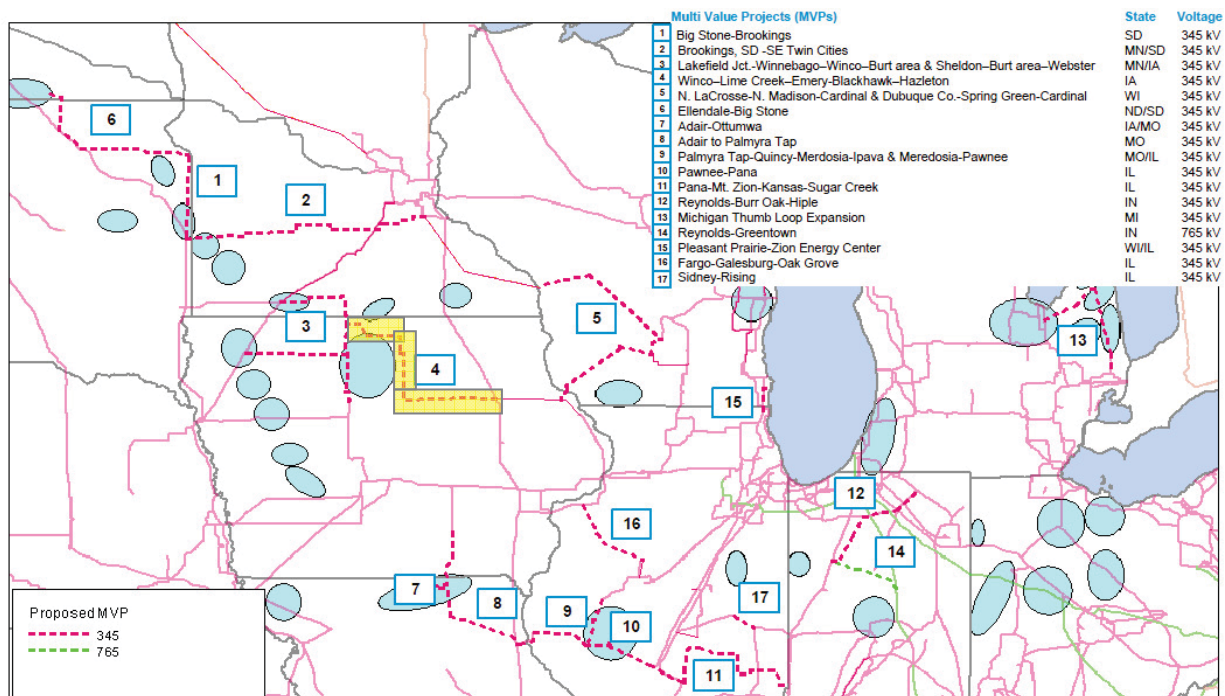 Multi Value Projects (MVPs) State Voltage
1 Big Stone-Brookings SD 345 kV
2 Brookings, SD -SE Twin Cities MN/SD 345 kV
3 Lakefield Jct.-Winnebago–Winco–Burt area & Sheldon–Burt area–Webster MN/IA 345 kV
4 Winco–Lime Creek–Emery-Blackhawk–Hazleton IA 345 kV
5 N. LaCrosse-N. Madison-Cardinal & Dubuque Co.-Spring Green-Cardinal WI 345 kV
6 Ellendale-Big Stone ND/SD 345 kV
7 Adair-Ottumwa IA/MO 345 kV
8 Adair to Palmyra Tap MO 345 kV
9 Palmyra Tap-Quincy-Merdosia-Ipava & Meredosia-Pawnee MO/IL 345 kV
10 Pawnee-Pana IL 345 kV
11 Pana-Mt. Zion-Kansas-Sugar Creek IL 345 kV
12 Reynolds-Burr Oak-Hiple IN 345 kV
13 Michigan Thumb Loop Expansion MI 345 kV
14 Reynolds-Greentown IN 765 kV
15 Pleasant Prairie-Zion Energy Center WI/IL 345 kV
16 Fargo-Galesburg-Oak Grove IL 345 kV
17 Sidney-Rising IL 345 kV
6
1
2
3
5
13
4
15
12
16
14
7
8
9
10
17
11
Proposed MVP
345
765